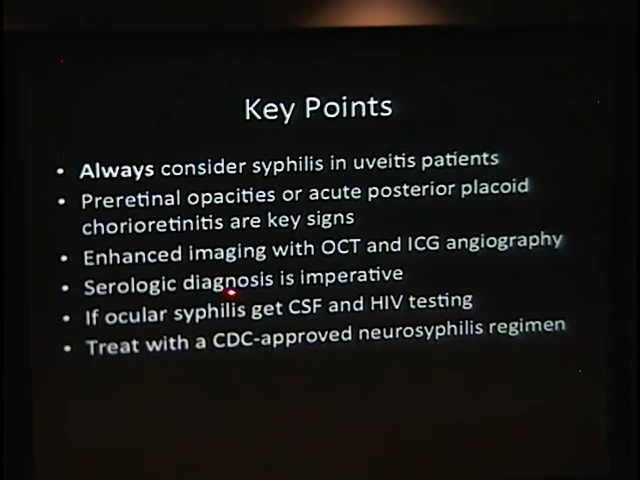 Key Points
• Always consider syphilis in uveitis patients
• Preretinal opacities or acute posterior placoid
chorioretinitis are key signs
• Enhanced imaging with OCT and ICG angiography
• Serologic diagnosis is imperative
• If ocular syphilis get CSF and HIV testing
• Treat with a CDC-approved neurosyphilis regimen